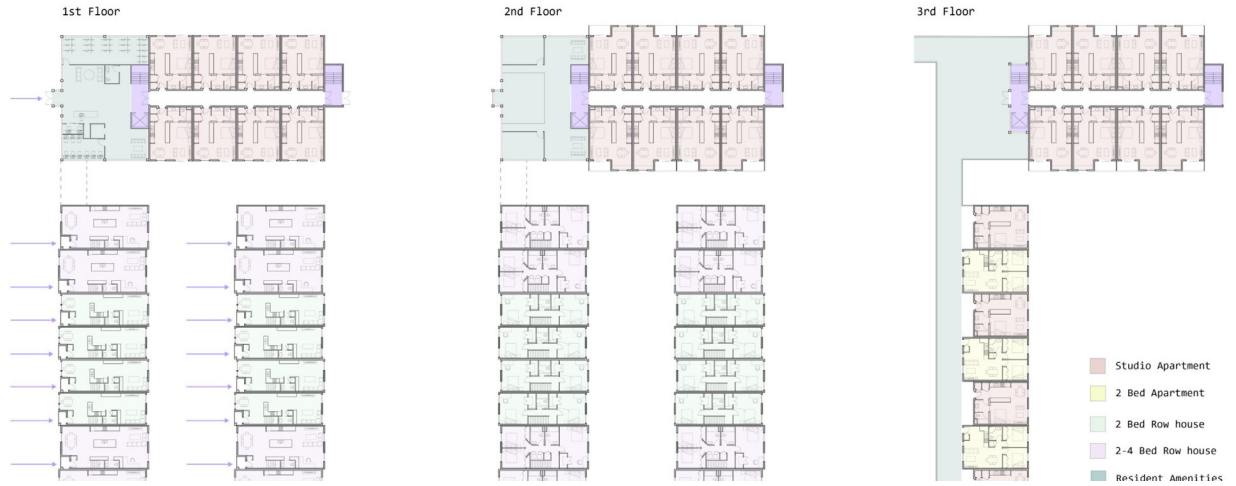 1st Floor
2nd Floor
3rd Floor
Studio Apartment
2 Bed Apartment
2 Bed Row house
2-4 Bed Row house
Resident Amenities